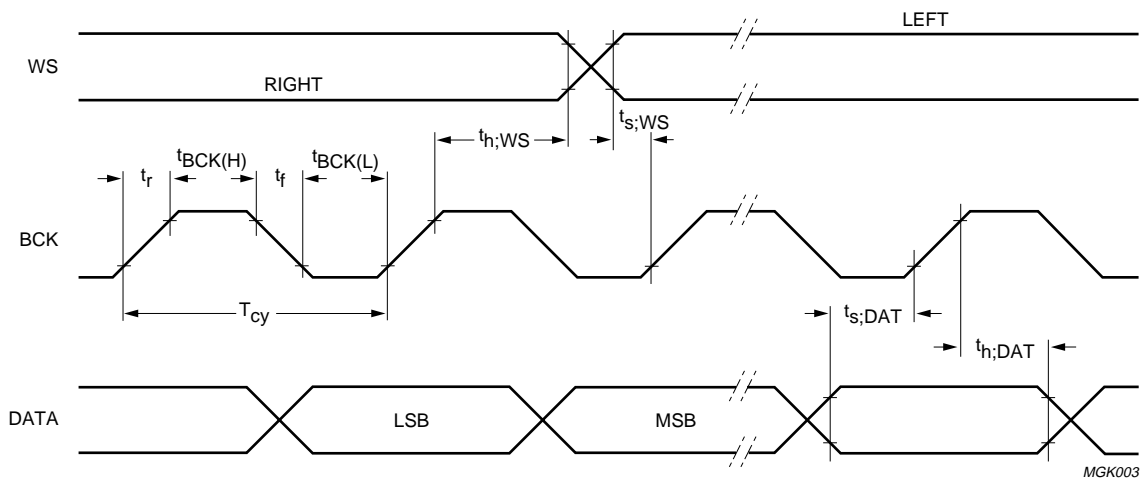 LEFT
WS
RIGHT
th;WS
ts;WS
tr
tBCK(H)
tf
tBCK(L)
BCK
Tcy
ts;DAT
th;DAT
DATA
LSB
MSB
MGK003